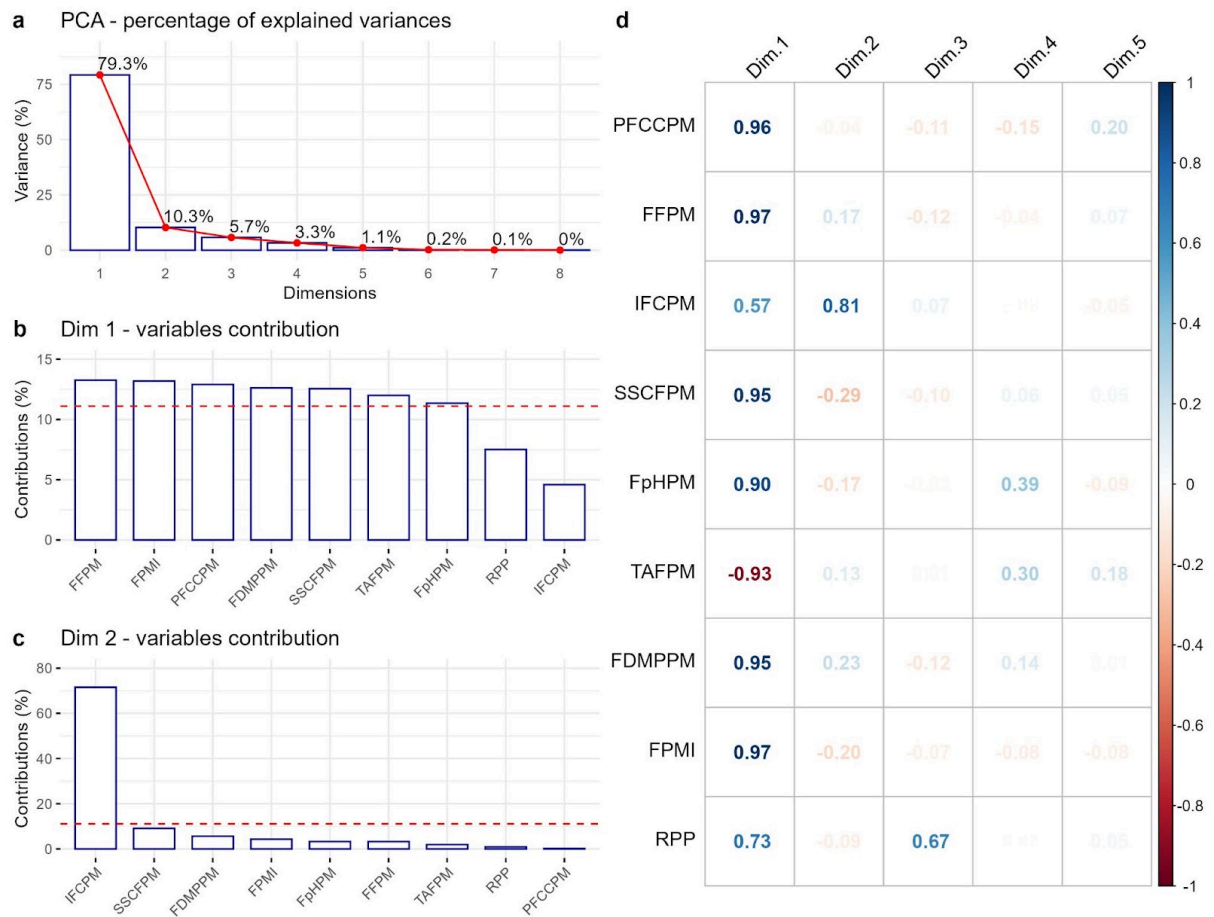 a PCA - percentage of explained variances
Variance (%)
75
50
25
0
79.3%
10.3%
5.7%
3.3%
1.1%
0.2%
0.1%
0%
1 2 3 4 5 6 7 8
Dimensions
b Dim 1 - variables contribution
Contributions (%)
15
10
5
0
FFPM FPMI PFCCPM FDMPPM SSCFPM TAFPM FpHPM RPP IFCPM
c Dim 2 - variables contribution
Contributions (%)
80
60
40
20
0
IFCPM SSCFPM FDMPPM FPMI FpHPM FFPM TAFPM RPP PFCCPM
d
Dim.1 Dim.2 Dim.3 Dim.4 Dim.5
PFCCPM 0.96 -0.04 -0.11 -0.15 0.20
FFPM 0.97 0.17 -0.12 -0.04 0.07
IFCPM 0.57 0.81 0.07 -0.05
SSCFPM 0.95 -0.29 -0.10 0.06 0.05
FpHPM 0.90 -0.17 0.39 -0.09
TAFPM -0.93 0.13 0.30 0.18
FDMPPM 0.95 0.23 -0.12 0.14
FPMI 0.97 -0.20 -0.07 -0.08 -0.08
RPP 0.73 -0.09 0.67 0.05
1
0.8
0.6
0.4
0.2
0
-0.2
-0.4
-0.6
-0.8
-1